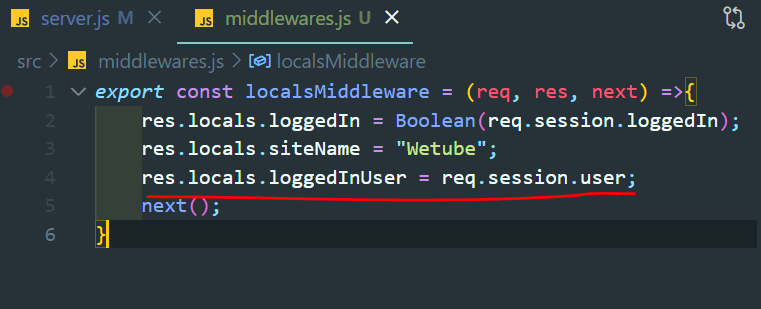 JS server.js M JS middlewares.js U
src > JS middlewares.js > localsMiddleware
1 export const localsMiddleware = (req, res, next) =>{
2 res.locals.loggedIn = Boolean(req.session.loggedIn);
3 res.locals.siteName = "Wetube";
4 res.locals.loggedInUser = req.session.user;
5 next();
6 }